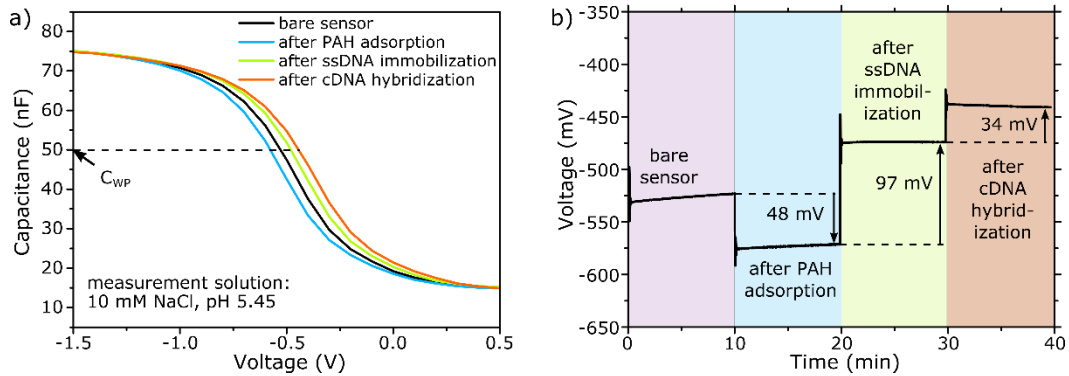 a)
bare sensor
after PAH adsorption
after ssDNA immobilization
after cDNA hybridization
Capacitance (nF)
80
70
60
50
40
30
20
10
C_WP
measurement solution:
10 mM NaCl, pH 5.45
-1.5
-1.0
-0.5
0.0
0.5
Voltage (V)
b)
Voltage (mV)
-350
-400
-450
-500
-550
-600
-650
bare
sensor
48 mV
after PAH
adsorption
after
ssDNA
immobil-
ization
97 mV
34 mV
after
cDNA
hybrid-
ization
0
10
20
30
40
Time (min)